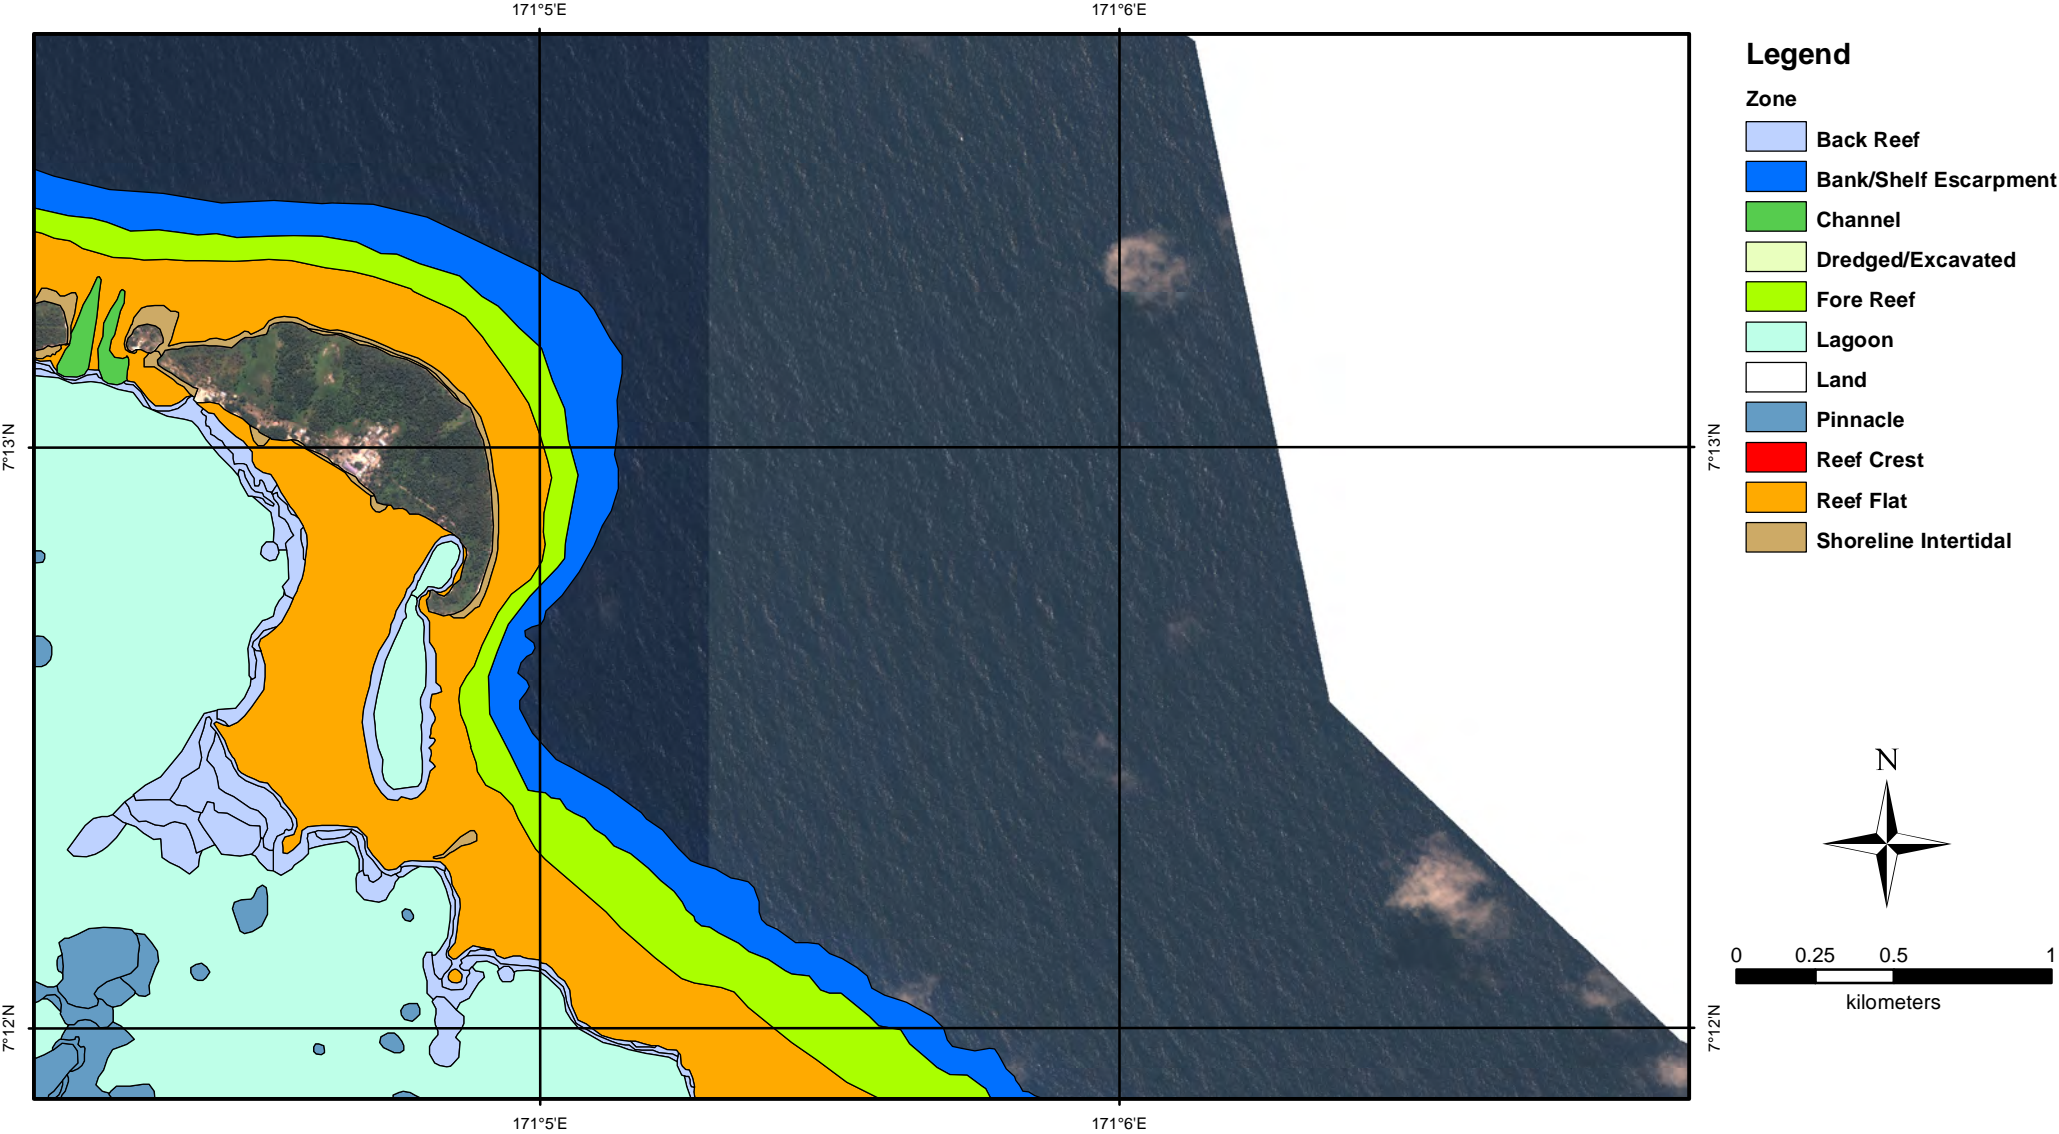 171°5'E
171°6'E
Legend
Zone
Back Reef
Bank/Shelf Escarpment
Channel
Dredged/Excavated
Fore Reef
Lagoon
Land
Pinnacle
Reef Crest
Reef Flat
Shoreline Intertidal
7°13'N
7°13'N
N
0 0.25 0.5 1
kilometers
7°12'N
7°12'N
171°5'E
171°6'E